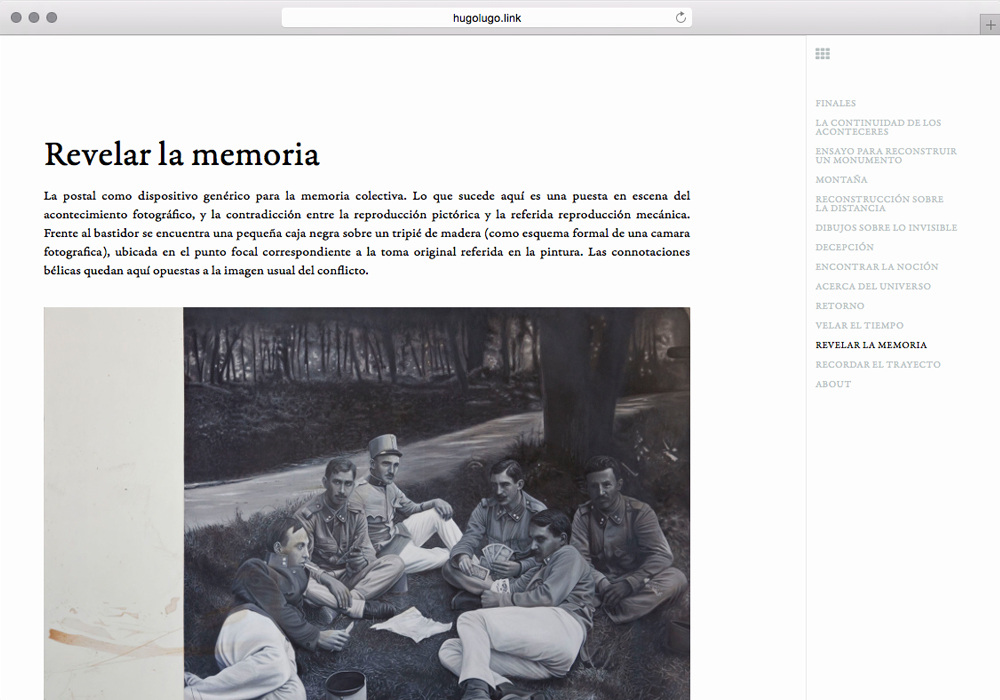 hugolugo.link
Revelar la memoria
La postal como dispositivo genérico para la memoria colectiva. Lo que sucede aquí es una puesta en escena del
acontecimiento fotográfico, y la contradicción entre la reproducción pictórica y la referida reproducción mecánica.
Frente al bastidor se encuentra una pequeña caja negra sobre un tripié de madera (como esquema formal de una camara
fotografica), ubicada en el punto focal correspondiente a la toma original referida en la pintura. Las connotaciones
bélicas quedan aquí opuestas a la imagen usual del conflicto.
FINALES
LA CONTINUIDAD DE LOS
ACONTECERES
ENSAYO PARA RECONSTRUIR
UN MONUMENTO
MONTAÑA
RECONSTRUCCIÓN SOBRE
LA DISTANCIA
DIBUJOS SOBRE LO INVISIBLE
DECEPCIÓN
ENCONTRAR LA NOCIÓN
ACERCA DEL UNIVERSO
RETORNO
VELAR EL TIEMPO
REVELAR LA MEMORIA
RECORDAR EL TRAYECTO
ABOUT